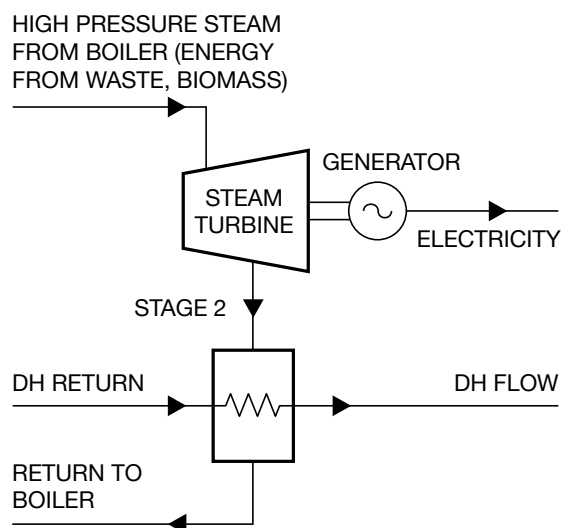 HIGH PRESSURE STEAM
FROM BOILER (ENERGY
FROM WASTE, BIOMASS)
GENERATOR
STEAM
TURBINE
ELECTRICITY
STAGE 2
DH RETURN
DH FLOW
RETURN TO
BOILER